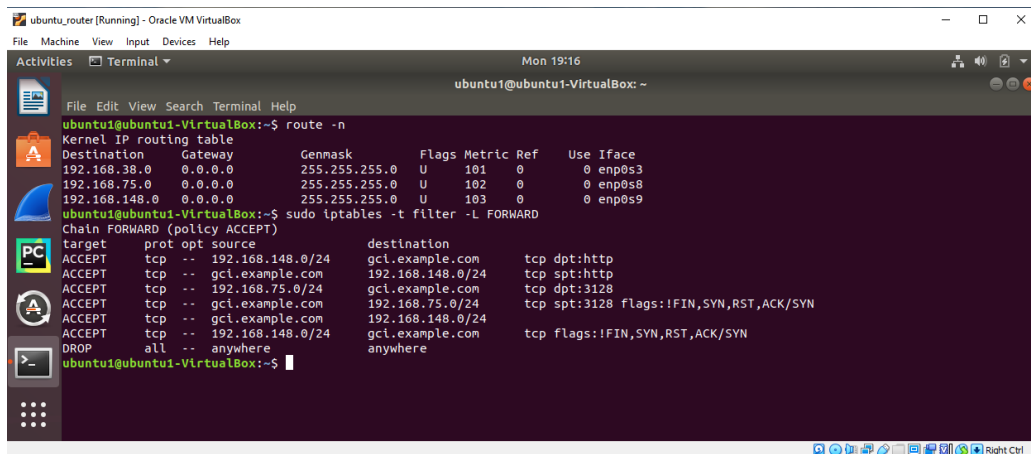 ubuntu_router [Running] - Oracle VM VirtualBox
File Machine View Input Devices Help
Activities Terminal Mon 19:16
ubuntu1@ubuntu1-VirtualBox: ~
File Edit View Search Terminal Help
ubuntu1@ubuntu1-VirtualBox:~$ route -n
Kernel IP routing table
Destination Gateway Genmask Flags Metric Ref Use Iface
192.168.38.0 0.0.0.0 255.255.255.0 U 101 0 0 enp0s3
192.168.75.0 0.0.0.0 255.255.255.0 U 102 0 0 enp0s8
192.168.148.0 0.0.0.0 255.255.255.0 U 103 0 0 enp0s9
ubuntu1@ubuntu1-VirtualBox:~$ sudo iptables -t filter -L FORWARD
Chain FORWARD (policy ACCEPT)
target prot opt source destination
ACCEPT tcp -- 192.168.148.0/24 gci.example.com tcp dpt:http
ACCEPT tcp -- gci.example.com 192.168.148.0/24 tcp spt:http
ACCEPT tcp -- 192.168.75.0/24 gci.example.com tcp dpt:3128
ACCEPT tcp -- gci.example.com 192.168.75.0/24 tcp spt:3128 flags:!FIN,SYN,RST,ACK/SYN
ACCEPT tcp -- gci.example.com 192.168.148.0/24
ACCEPT tcp -- 192.168.148.0/24 gci.example.com tcp flags:!FIN,SYN,RST,ACK/SYN
DROP all -- anywhere anywhere
ubuntu1@ubuntu1-VirtualBox:~$
PC
Right Ctrl